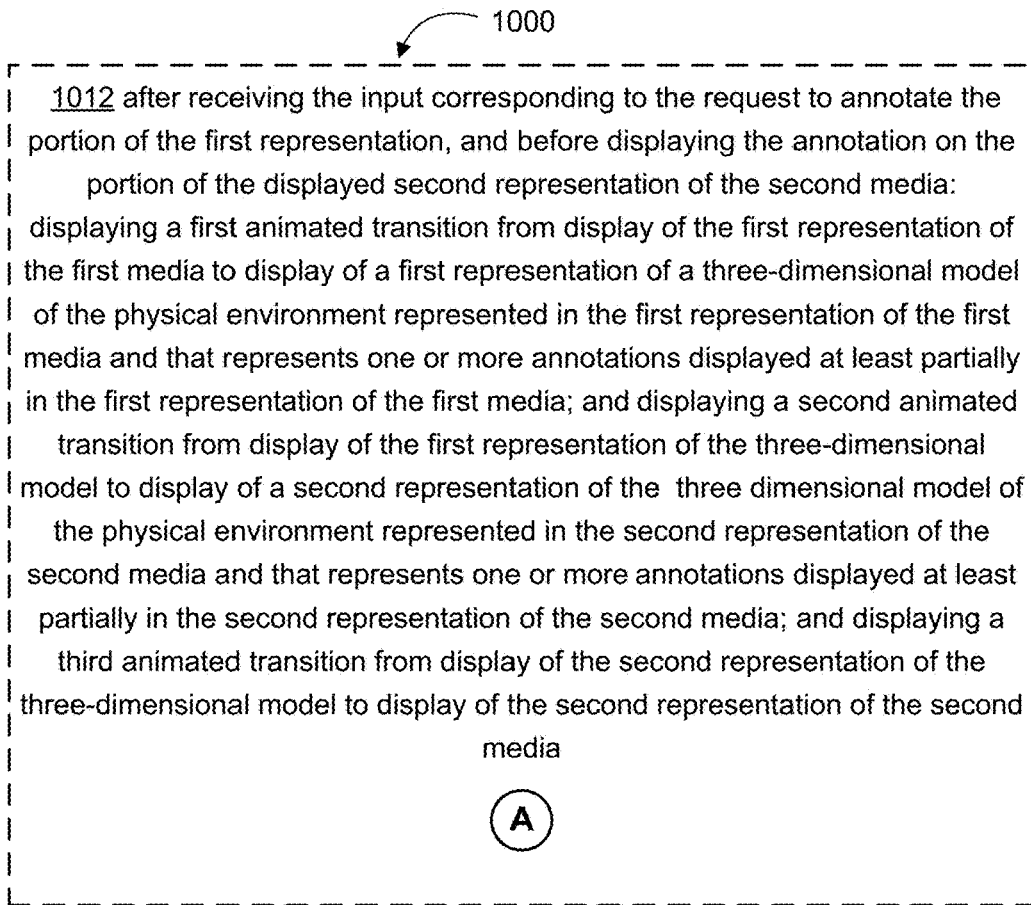 1000
1012 after receiving the input corresponding to the request to annotate the
portion of the first representation, and before displaying the annotation on the
portion of the displayed second representation of the second media:
displaying a first animated transition from display of the first representation of
the first media to display of a first representation of a three-dimensional model
of the physical environment represented in the first representation of the first
media and that represents one or more annotations displayed at least partially
in the first representation of the first media; and displaying a second animated
transition from display of the first representation of the three-dimensional
model to display of a second representation of the three dimensional model of
the physical environment represented in the second representation of the
second media and that represents one or more annotations displayed at least
partially in the second representation of the second media; and displaying a
third animated transition from display of the second representation of the
three-dimensional model to display of the second representation of the second
media
A